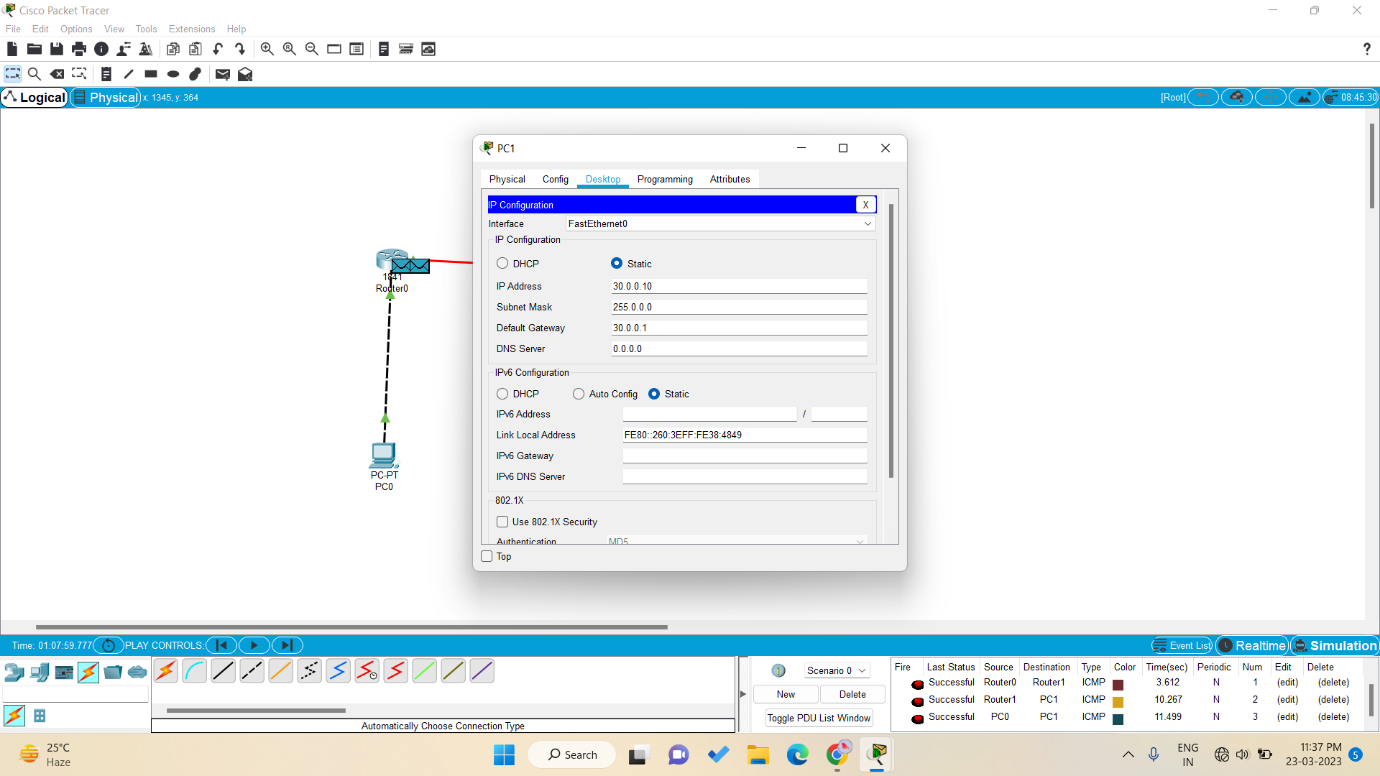 Cisco Packet Tracer
File Edit Options View Tools Extensions Help
?
Logical Physical x: 1345, y: 364 [Root] 08:45:30
PC1
Physical Config Desktop Programming Attributes
IP Configuration X
Interface FastEthernet0
IP Configuration
DHCP Static
IP Address 30.0.0.10
Subnet Mask 255.0.0.0
Default Gateway 30.0.0.1
DNS Server 0.0.0.0
IPv6 Configuration
DHCP Auto Config Static
IPv6 Address /
Link Local Address FE80::260:3EFF:FE38:4849
IPv6 Gateway
IPv6 DNS Server
802.1X
Use 802.1X Security
Authentication MD5
Top
1841
Router0
PC-PT
PC0
Time: 01:07:59.777 PLAY CONTROLS: Event List Realtime Simulation
Automatically Choose Connection Type
Scenario 0
New Delete
Toggle PDU List Window
Fire Last Status Source Destination Type Color Time(sec) Periodic Num Edit Delete
Successful Router0 Router1 ICMP 3.612 N 1 (edit) (delete)
Successful Router1 PC1 ICMP 10.267 N 2 (edit) (delete)
Successful PC0 PC1 ICMP 11.499 N 3 (edit) (delete)
25°C
Haze
Search
ENG
IN
11:37 PM
23-03-2023
5